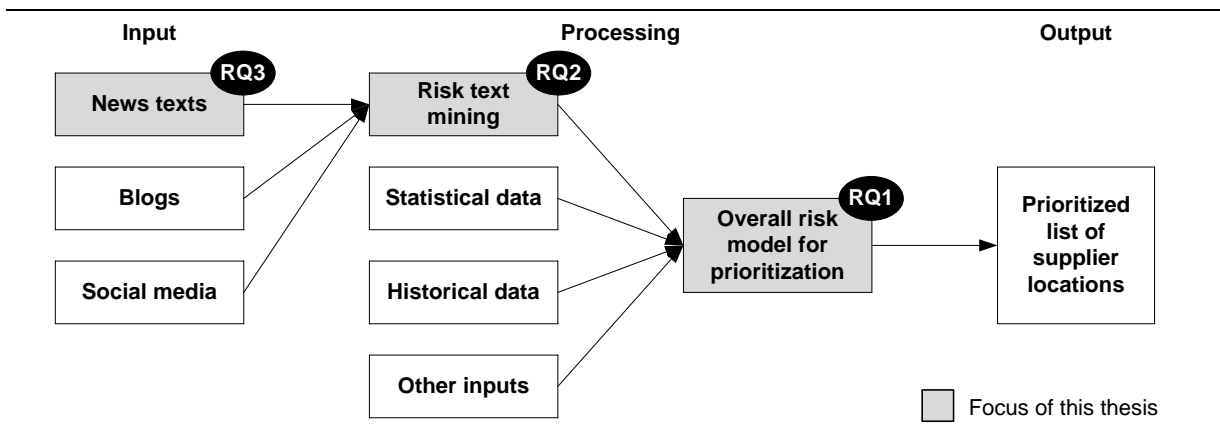 Input
Processing
Output
RQ3
News texts
Blogs
Social media
RQ2
Risk text
mining
Statistical data
Historical data
Other inputs
RQ1
Overall risk
model for
prioritization
Prioritized
list of
supplier
locations
Focus of this thesis